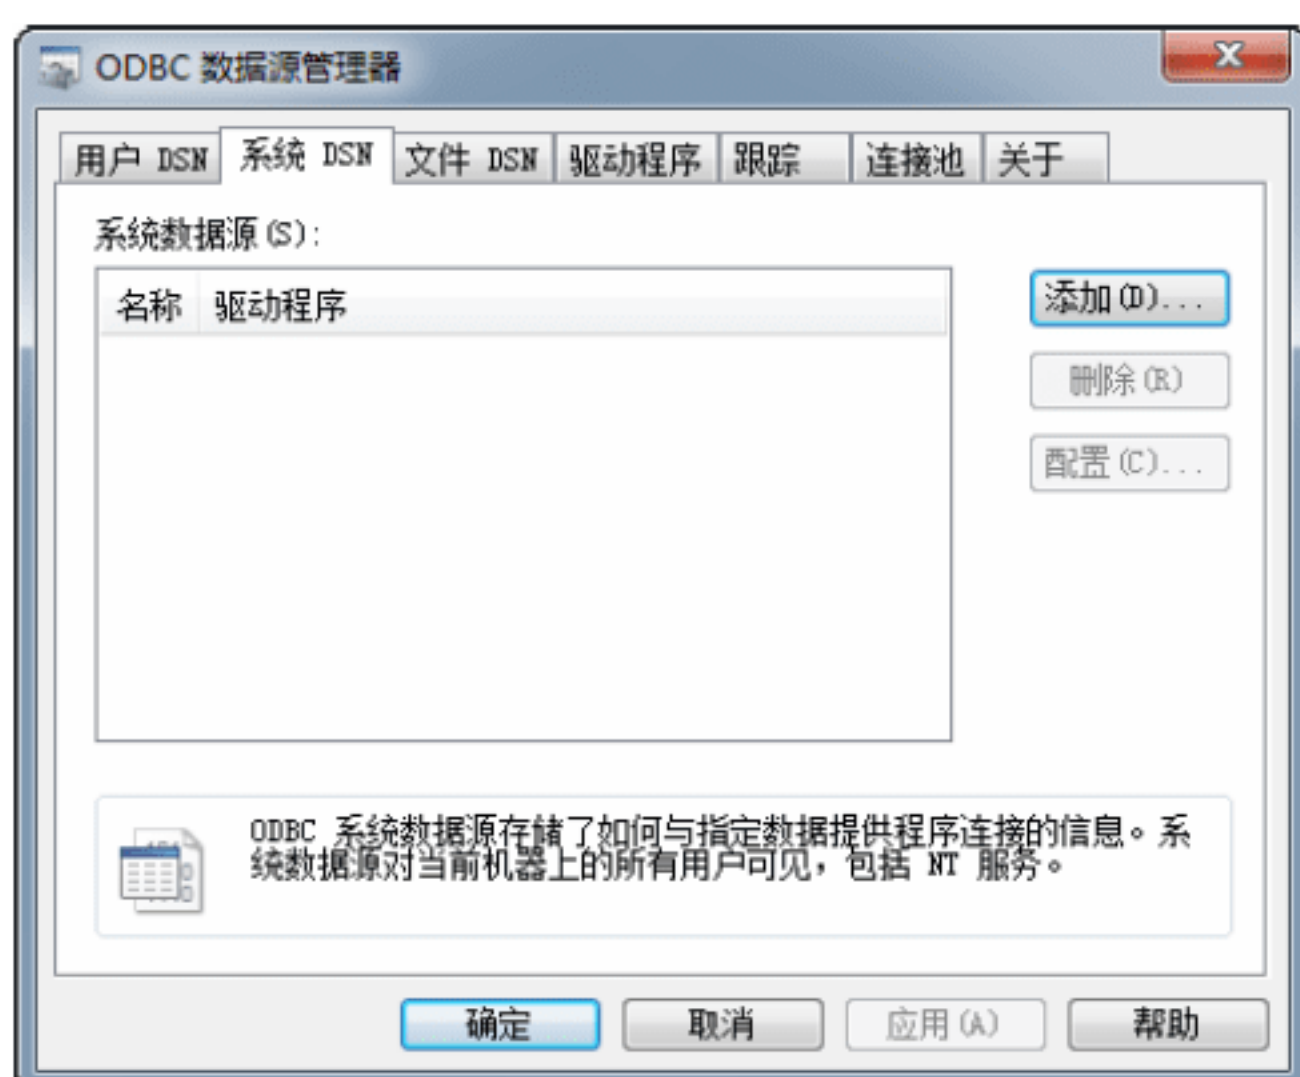 ODBC 数据源管理器
用户 DSN 系统 DSN 文件 DSN 驱动程序 跟踪 连接池 关于
系统数据源(S):
名称 驱动程序
添加(D)...
删除(R)
配置(C)...
ODBC 系统数据源存储了如何与指定数据提供程序连接的信息。系
统数据源对当前机器上的所有用户可见，包括 NT 服务。
确定 取消 应用(A) 帮助